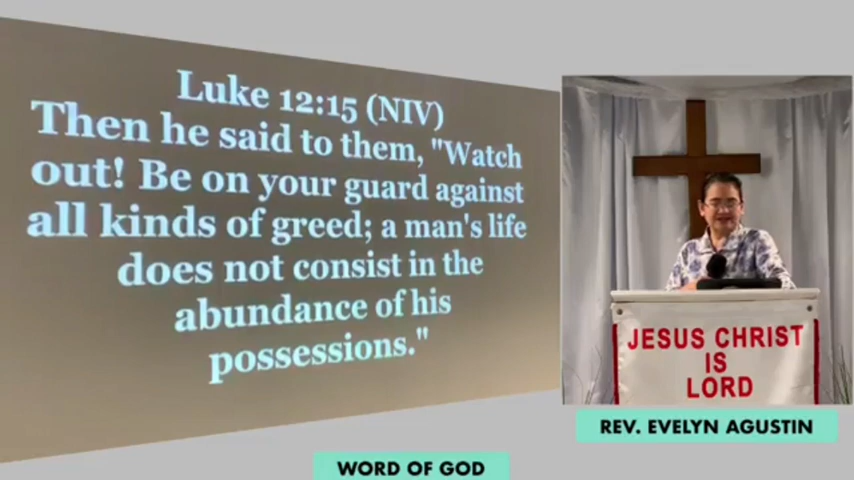 Luke 12:15 (NIV)
Then he said to them, "Watch
out! Be on your guard against
all kinds of greed; a man's life
does not consist in the
abundance of his
possessions."
JESUS CHRIST
IS
LORD
REV. EVELYN AGUSTIN
WORD OF GOD